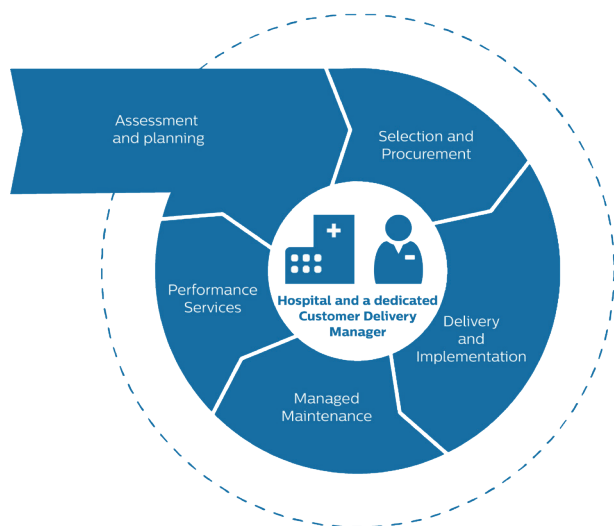 Assessment
and planning
Selection and
Procurement
Delivery
and
Implementation
Managed
Maintenance
Performance
Services
Hospital and a dedicated
Customer Delivery
Manager